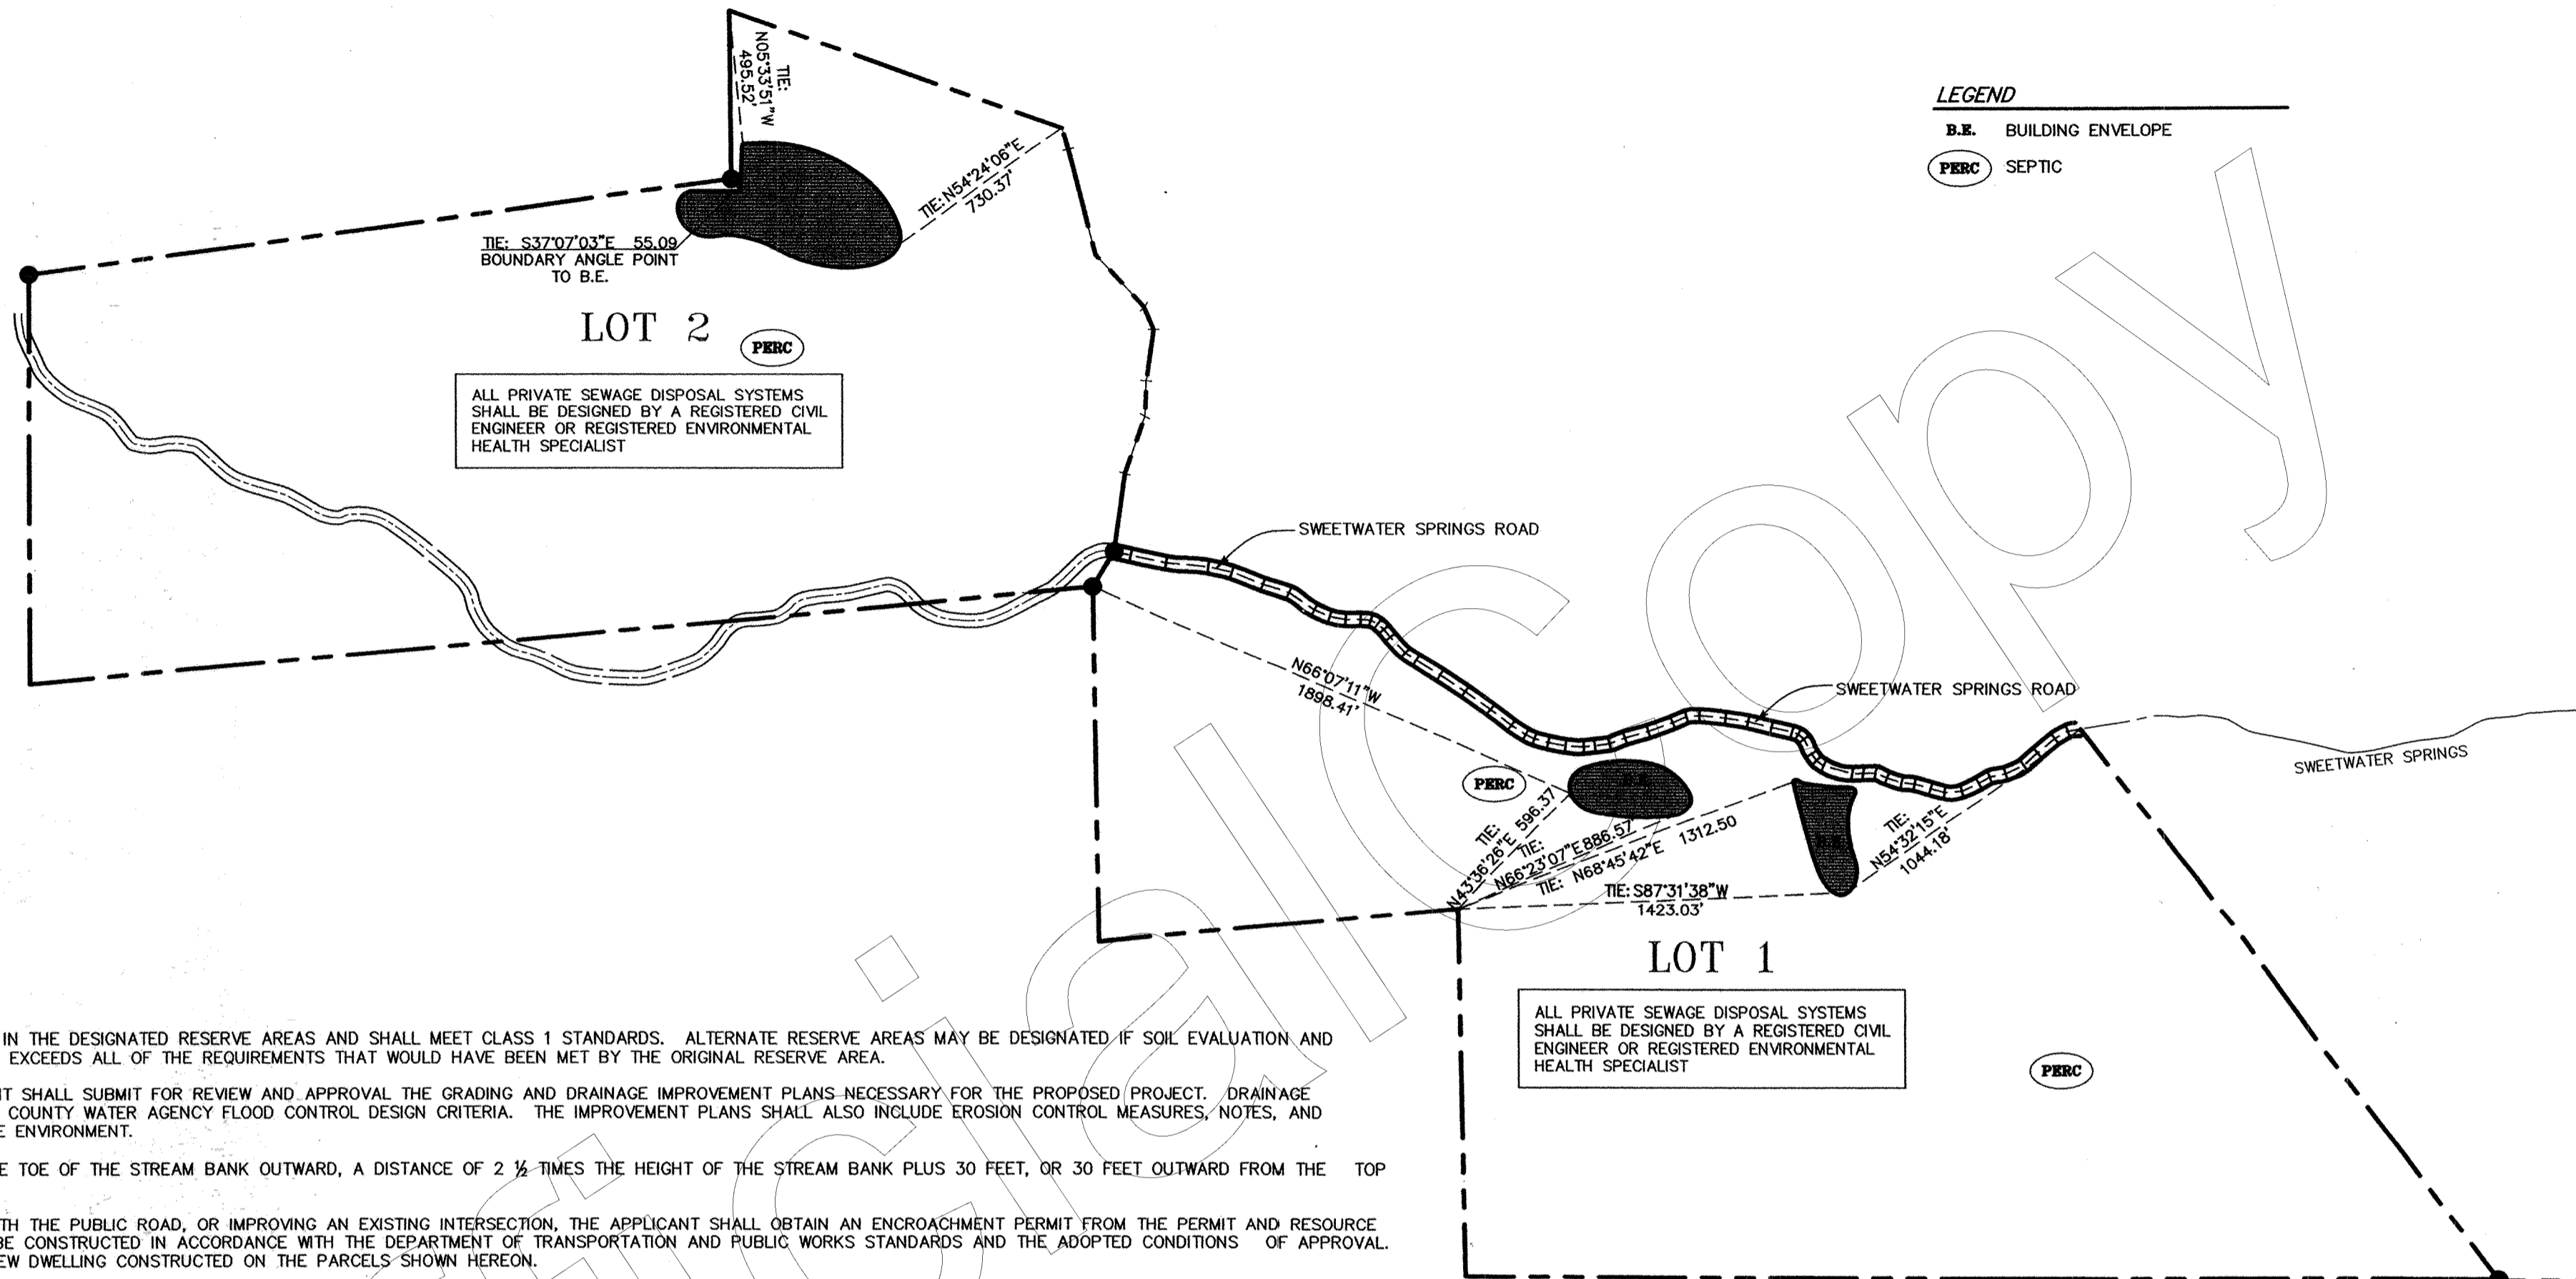 TIE:
N05°33'51"W
495.52'
LEGEND
B.E. BUILDING ENVELOPE
PERC SEPTIC
TIE: N54°24'06"E
730.37'
TIE: S37°07'03"E 55.09
BOUNDARY ANGLE POINT
TO B.E.
LOT 2
PERC
ALL PRIVATE SEWAGE DISPOSAL SYSTEMS
SHALL BE DESIGNED BY A REGISTERED CIVIL
ENGINEER OR REGISTERED ENVIRONMENTAL
HEALTH SPECIALIST
SWEETWATER SPRINGS ROAD
N66°07'11"W
1898.41'
SWEETWATER SPRINGS ROAD
SWEETWATER SPRINGS
PERC
TIE:
N43°36'26"E 596.37'
TIE:
N66°23'07"E 886.57'
TIE: N68°45'42"E 1312.50
TIE: S87°31'38"W
1423.03'
TIE:
N54°32'15"E
1044.18'
LOT 1
ALL PRIVATE SEWAGE DISPOSAL SYSTEMS
SHALL BE DESIGNED BY A REGISTERED CIVIL
ENGINEER OR REGISTERED ENVIRONMENTAL
HEALTH SPECIALIST
PERC
IN THE DESIGNATED RESERVE AREAS AND SHALL MEET CLASS 1 STANDARDS. ALTERNATE RESERVE AREAS MAY BE DESIGNATED IF SOIL EVALUATION AND
EXCEEDS ALL OF THE REQUIREMENTS THAT WOULD HAVE BEEN MET BY THE ORIGINAL RESERVE AREA.
SHALL SUBMIT FOR REVIEW AND APPROVAL THE GRADING AND DRAINAGE IMPROVEMENT PLANS NECESSARY FOR THE PROPOSED PROJECT. DRAINAGE
COUNTY WATER AGENCY FLOOD CONTROL DESIGN CRITERIA. THE IMPROVEMENT PLANS SHALL ALSO INCLUDE EROSION CONTROL MEASURES, NOTES, AND
ENVIRONMENT.
TOE OF THE STREAM BANK OUTWARD, A DISTANCE OF 2 ½ TIMES THE HEIGHT OF THE STREAM BANK PLUS 30 FEET, OR 30 FEET OUTWARD FROM THE TOP
THE PUBLIC ROAD, OR IMPROVING AN EXISTING INTERSECTION, THE APPLICANT SHALL OBTAIN AN ENCROACHMENT PERMIT FROM THE PERMIT AND RESOURCE
BE CONSTRUCTED IN ACCORDANCE WITH THE DEPARTMENT OF TRANSPORTATION AND PUBLIC WORKS STANDARDS AND THE ADOPTED CONDITIONS OF APPROVAL.
DWELLING CONSTRUCTED ON THE PARCELS SHOWN HEREON.
cial Copy